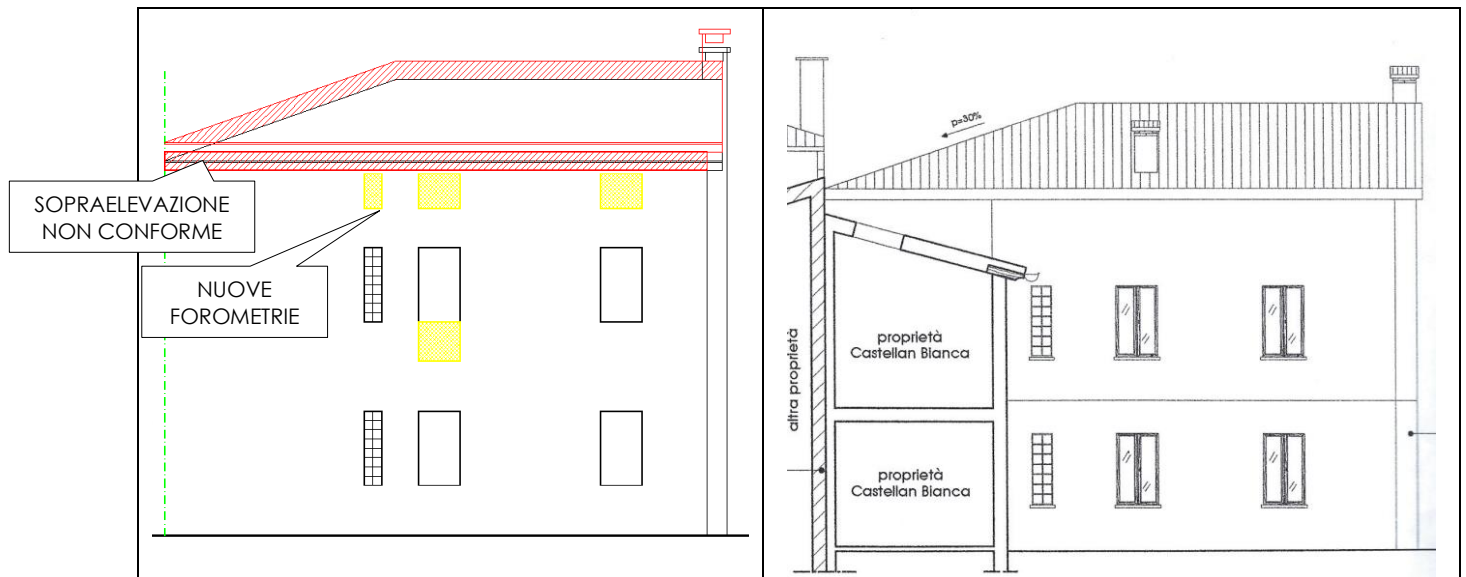 SOPRAELEVAZIONE
NON CONFORME
NUOVE
FOROMETRIE
p=30%
altra proprietà
proprietà
Castellan Bianca
proprietà
Castellan Bianca